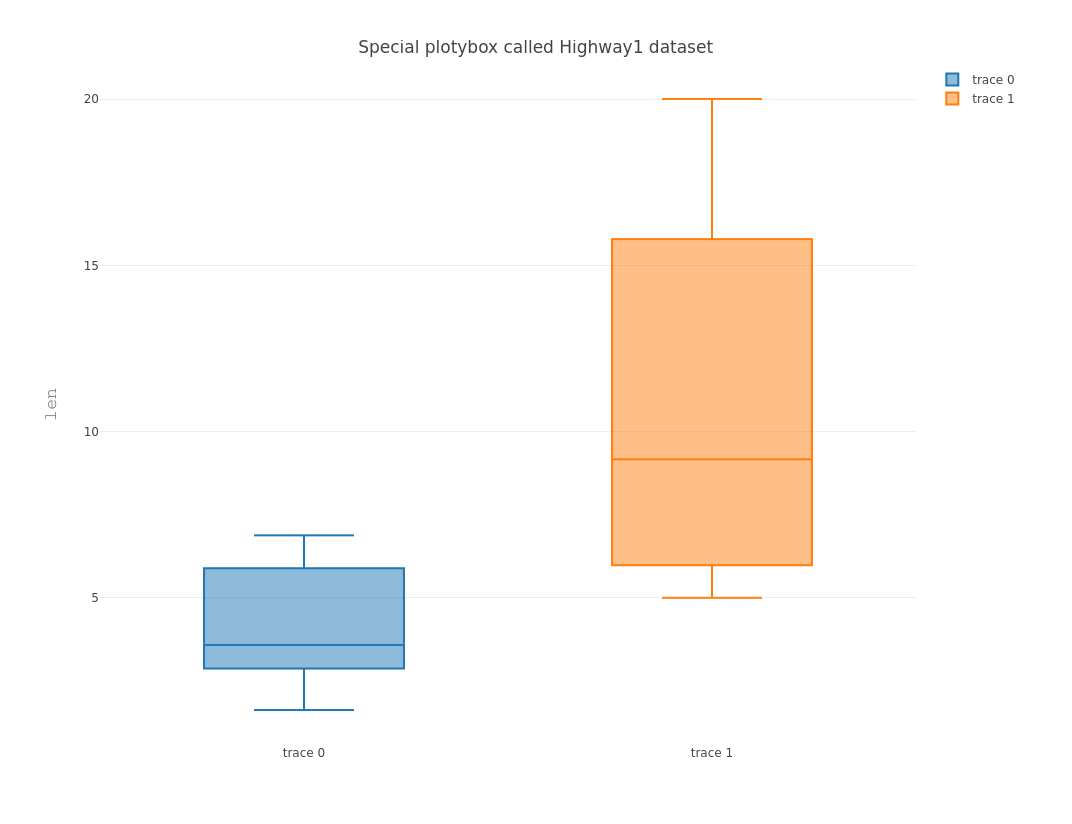 Special plotybox called Highway1 dataset
trace 0
trace 1
20
15
10
5
len
trace 0
trace 1